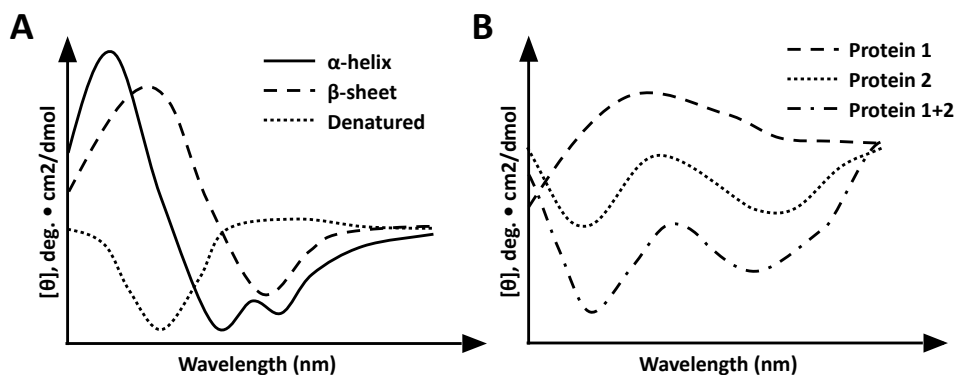 A
α-helix
β-sheet
Denatured
[θ], deg. • cm2/dmol
Wavelength (nm)
B
Protein 1
Protein 2
Protein 1+2
[θ], deg. • cm2/dmol
Wavelength (nm)